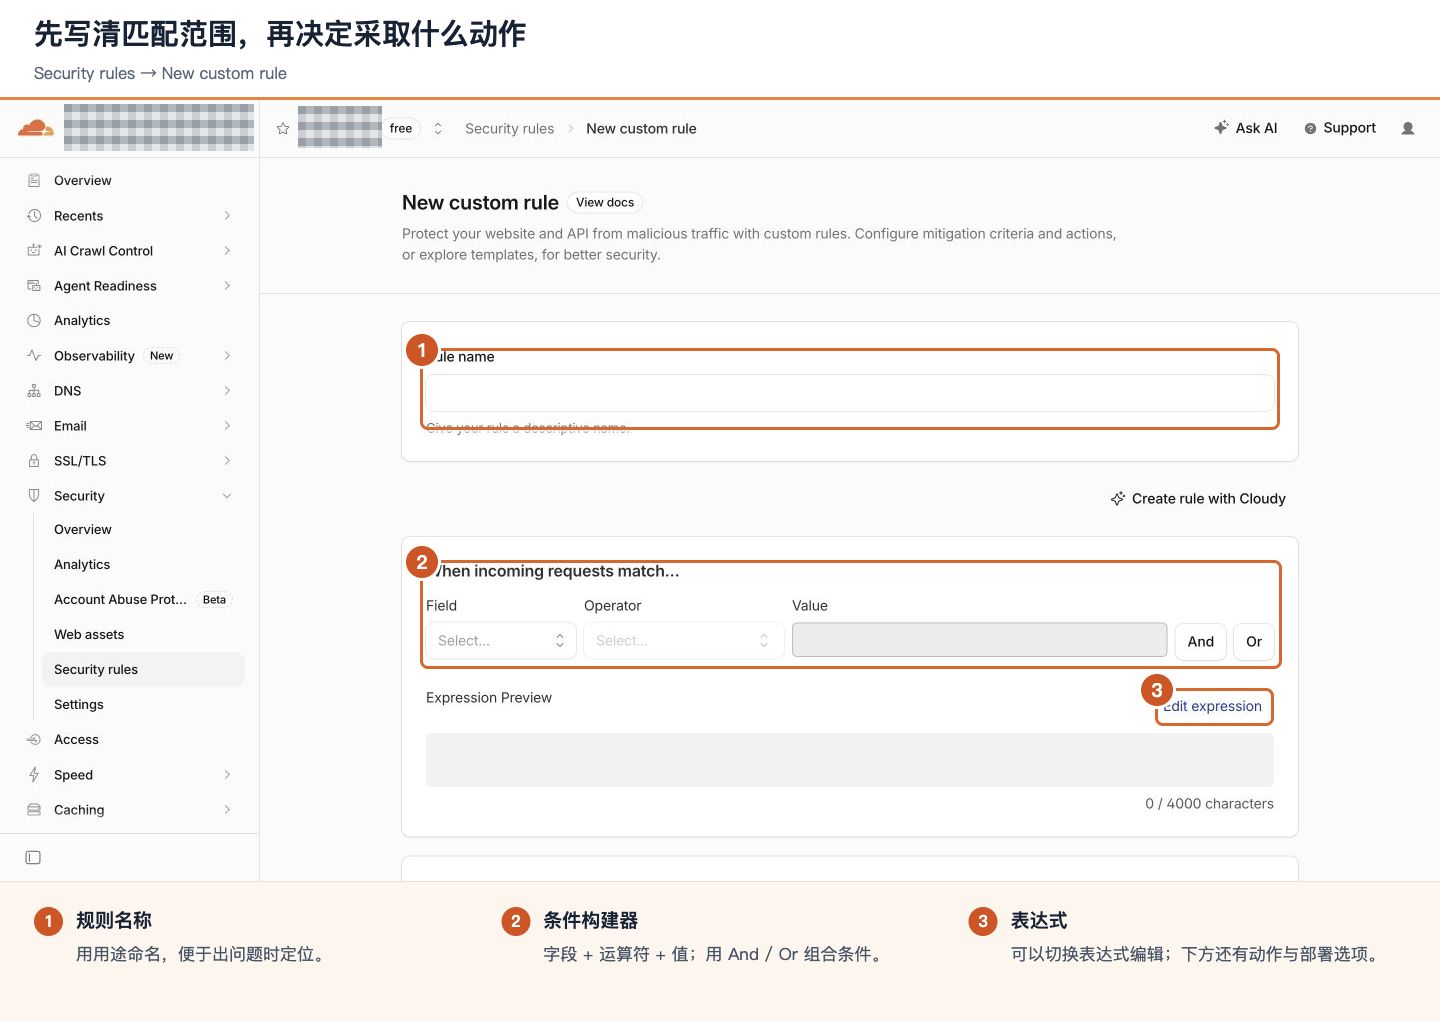 先写清匹配范围，再决定采取什么动作
Security rules → New custom rule
free
Security rules > New custom rule
Ask AI
Support
Overview
Recents
AI Crawl Control
Agent Readiness
Analytics
Observability New
DNS
Email
SSL/TLS
Security
Overview
Analytics
Account Abuse Prot... Beta
Web assets
Security rules
Settings
Access
Speed
Caching
New custom rule View docs
Protect your website and API from malicious traffic with custom rules. Configure mitigation criteria and actions,
or explore templates, for better security.
1
Rule name
Give your rule a descriptive name.
Create rule with Cloudy
2
When incoming requests match...
Field Operator Value
Select... Select... And Or
Expression Preview
3
Edit expression
0 / 4000 characters
1 规则名称
用用途命名，便于出问题时定位。
2 条件构建器
字段 + 运算符 + 值；用 And / Or 组合条件。
3 表达式
可以切换表达式编辑；下方还有动作与部署选项。